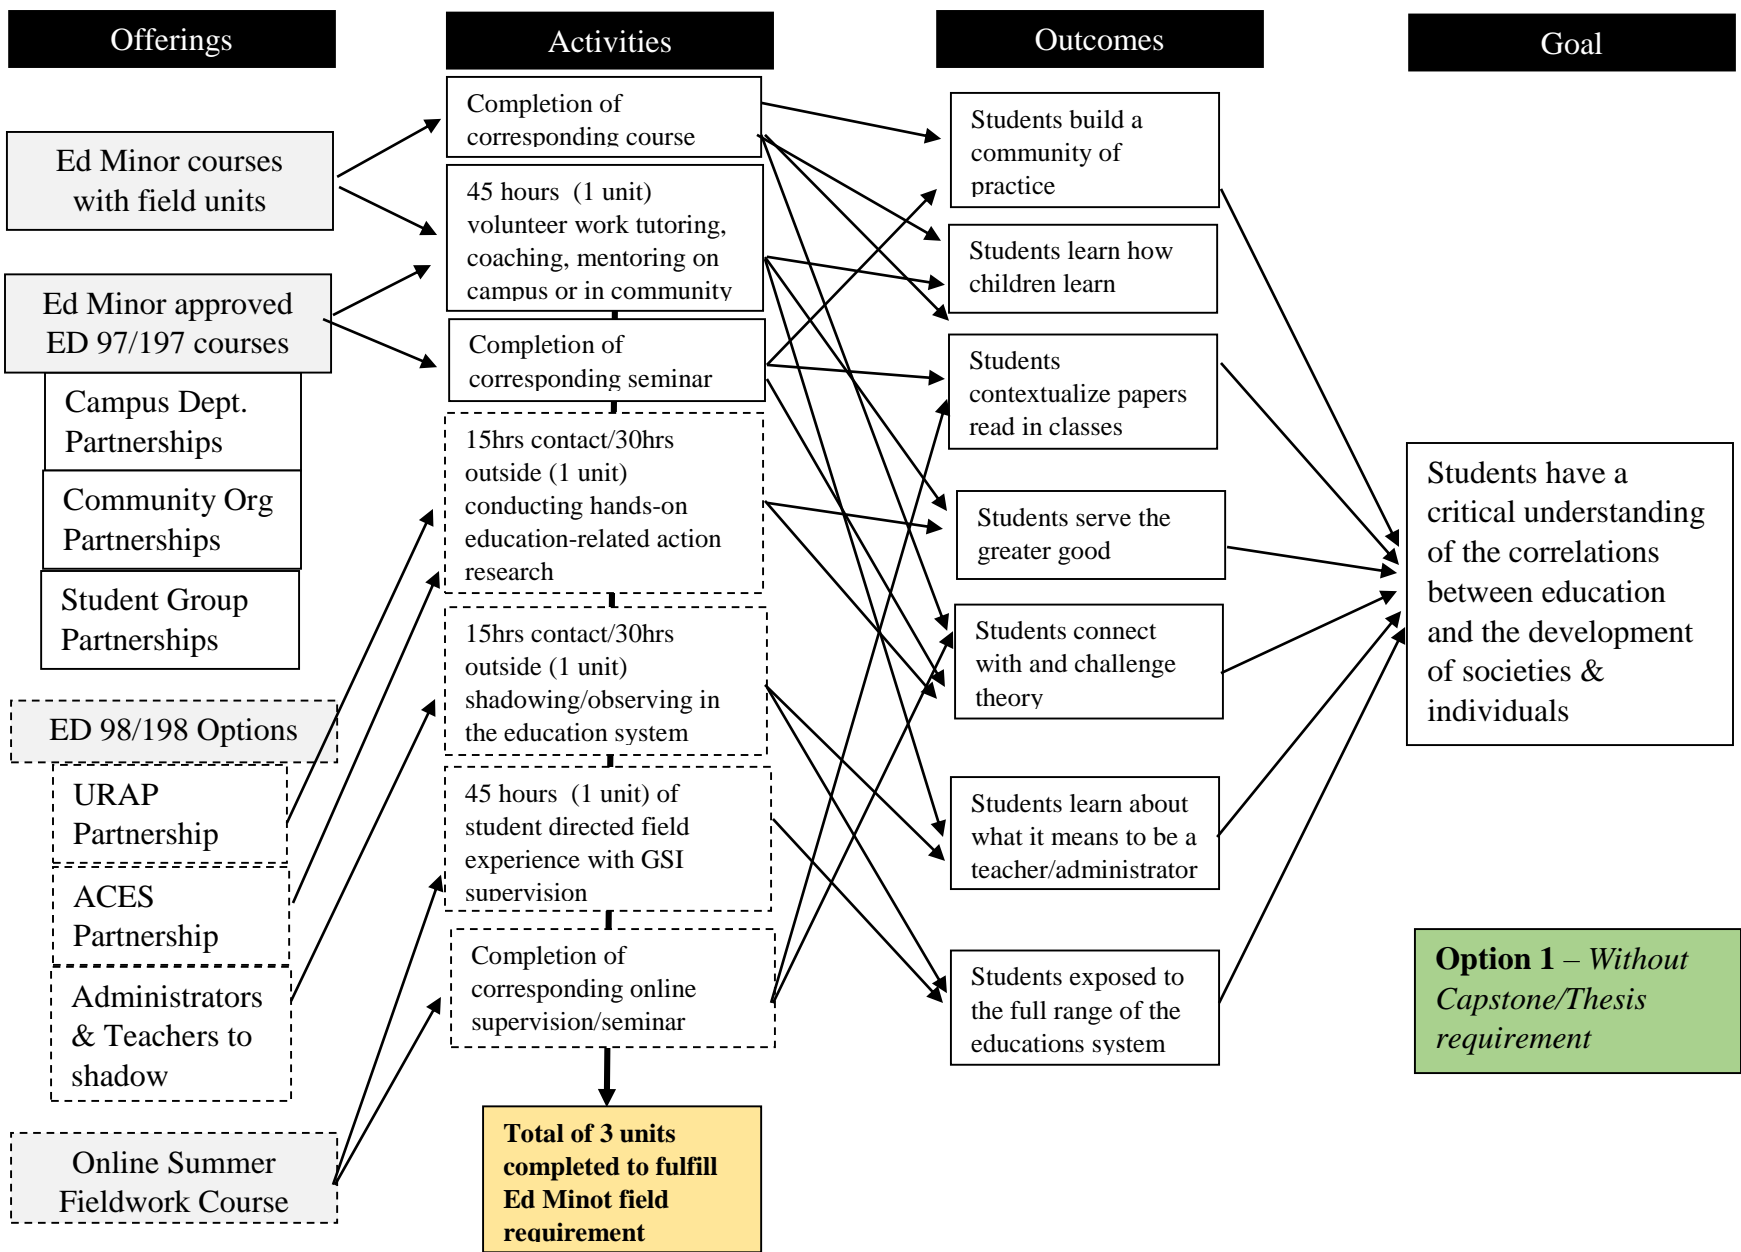 Offerings
Ed Minor courses
with field units
Ed Minor approved
ED 97/197 courses
Campus Dept.
Partnerships
Community Org
Partnerships
Student Group
Partnerships
ED 98/198 Options
URAP
Partnership
ACES
Partnership
Administrators
& Teachers to
shadow
Online Summer
Fieldwork Course
Activities
Completion of
corresponding course
45 hours (1 unit)
volunteer work tutoring,
coaching, mentoring on
campus or in community
Completion of
corresponding seminar
15hrs contact/30hrs
outside (1 unit)
conducting hands-on
education-related action
research
15hrs contact/30hrs
outside (1 unit)
shadowing/observing in
the education system
45 hours (1 unit) of
student directed field
experience with GSI
supervision
Completion of
corresponding online
supervision/seminar
Total of 3 units
completed to fulfill
Ed Minot field
requirement
Outcomes
Students build a
community of
practice
Students learn how
children learn
Students
contextualize papers
read in classes
Students serve the
greater good
Students connect
with and challenge
theory
Students learn about
what it means to be a
teacher/administrator
Students exposed to
the full range of the
educations system
Goal
Students have a
critical understanding
of the correlations
between education
and the development
of societies &
individuals
Option 1 – Without
Capstone/Thesis
requirement